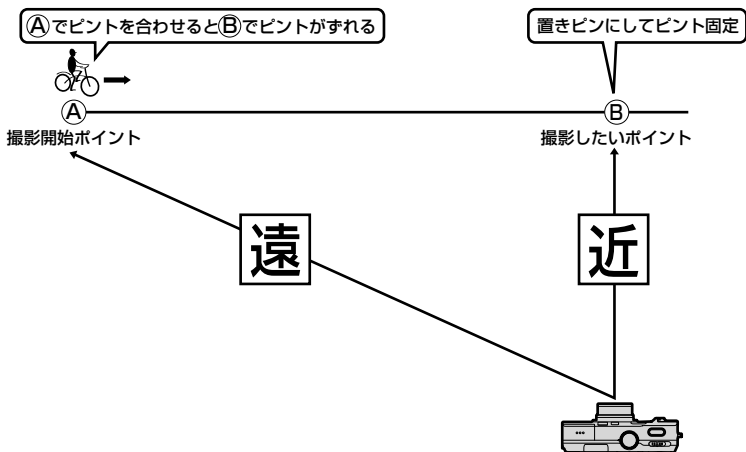 Ⓐでピントを合わせるとⒷでピントがずれる
置きピンにしてピント固定
Ⓐ
Ⓑ
撮影開始ポイント
撮影したいポイント
遠
近